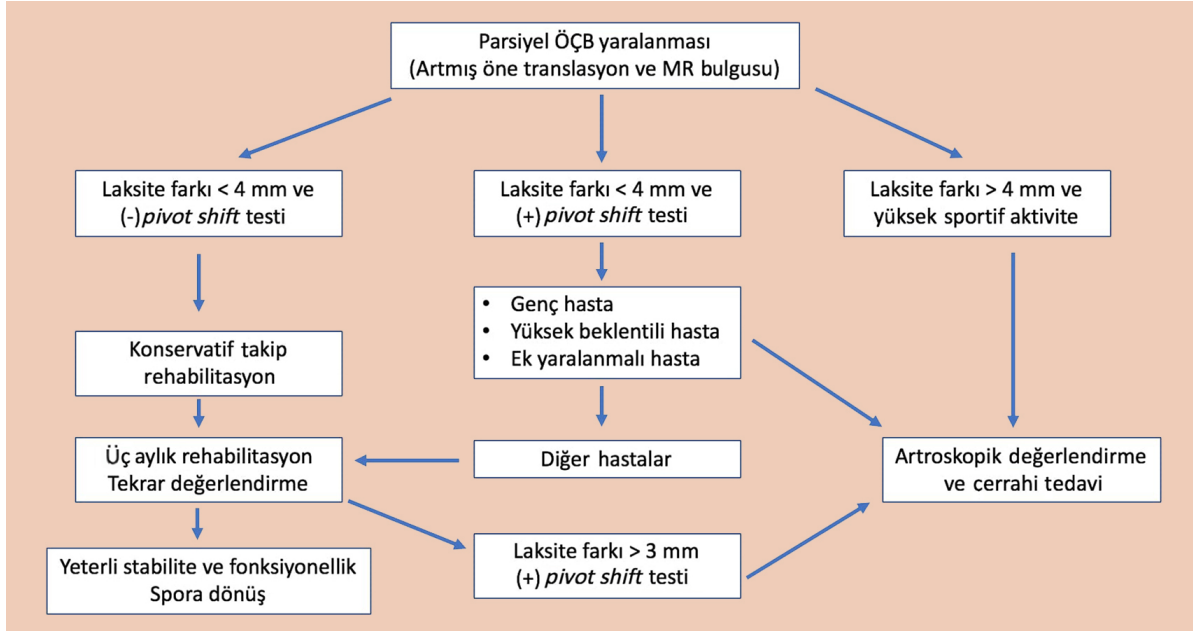 Parsiyel ÖÇB yaralanması
(Artmış öne translasyon ve MR bulgusu)
Laksite farkı < 4 mm ve
(-) pivot shift testi
Laksite farkı < 4 mm ve
(+) pivot shift testi
Laksite farkı > 4 mm ve
yüksek sportif aktivite
• Genç hasta
• Yüksek beklentili hasta
• Ek yaralanmalı hasta
Konservatif takip
rehabilitasyon
Üç aylık rehabilitasyon
Tekrar değerlendirme
Diğer hastalar
Artroskopik değerlendirme
ve cerrahi tedavi
Laksite farkı > 3 mm
(+) pivot shift testi
Yeterli stabilite ve fonksiyonellik
Spora dönüş